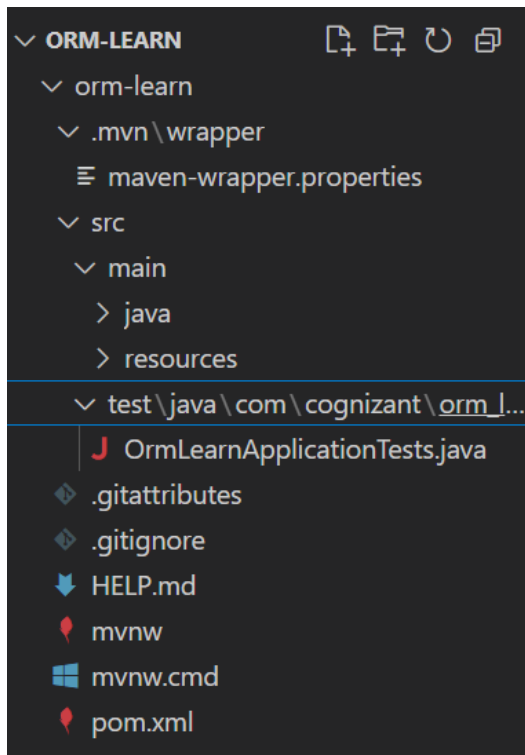 ORM-LEARN
orm-learn
.mvn\wrapper
maven-wrapper.properties
src
main
java
resources
test\java\com\cognizant\orm_l...
OrmLearnApplicationTests.java
.gitattributes
.gitignore
HELP.md
mvnw
mvnw.cmd
pom.xml